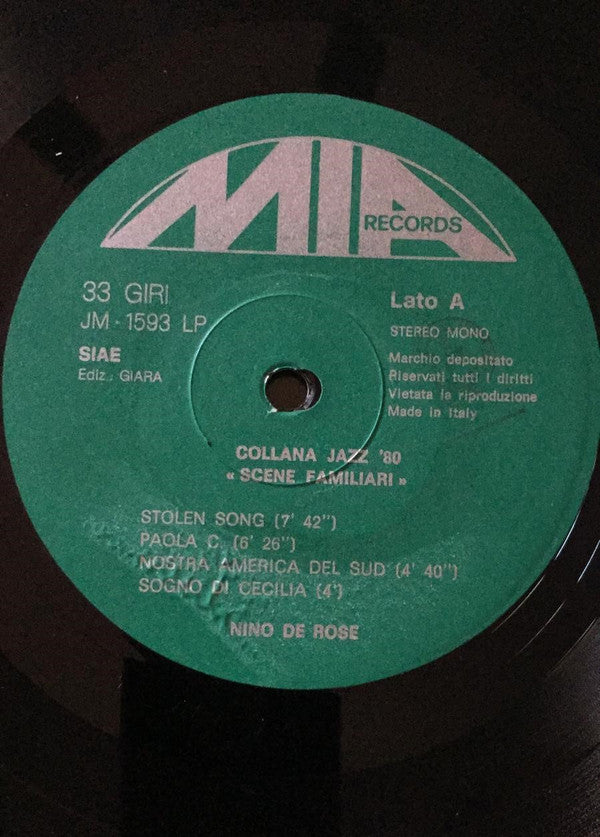 MIA
RECORDS
33 GIRI
JM - 1593 LP
SIAE
Ediz.: GIARA
Lato A
STEREO MONO
Marchio depositato
Riservati tutti i diritti
Vietata la riproduzione
Made in Italy
COLLANA JAZZ '80
« SCENE FAMILIARI »
STOLEN SONG (7' 42")
PAOLA C. (6' 26")
NOSTRA AMERICA DEL SUD (4' 40")
SOGNO DI CECILIA (4')
NINO DE ROSE